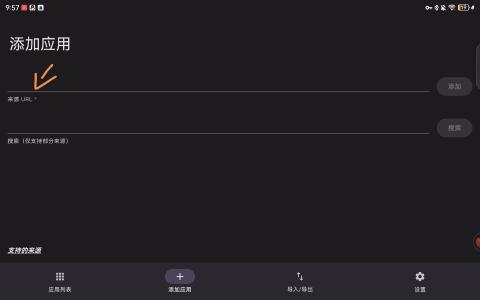 9:57
添加应用
添加
来源 URL *
搜索
搜索（仅支持部分来源）
支持的来源
应用列表
添加应用
导入/导出
设置